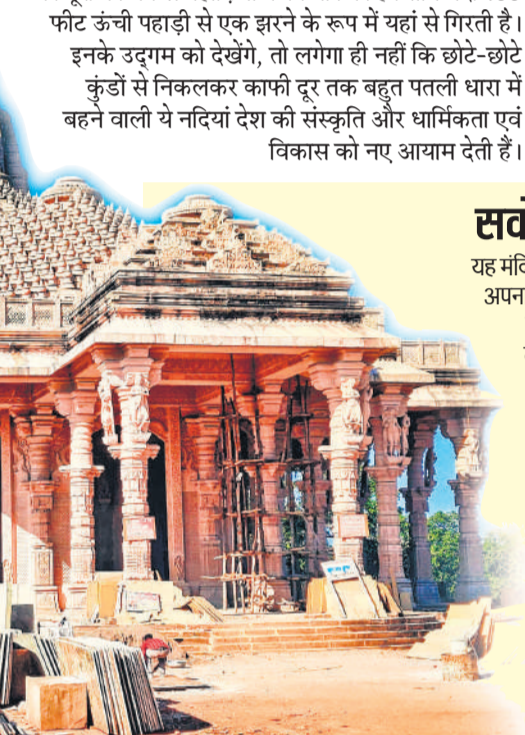 फीट ऊंची पहाड़ी से एक झरने के रूप में यहां से गिरती है।
इनके उद्गम को देखेंगे, तो लगेगा ही नहीं कि छोटे-छोटे
कुंडों से निकलकर काफी दूर तक बहुत पतली धारा में
बहने वाली ये नदियां देश की संस्कृति और धार्मिकता एवं
विकास को नए आयाम देती हैं।
यह